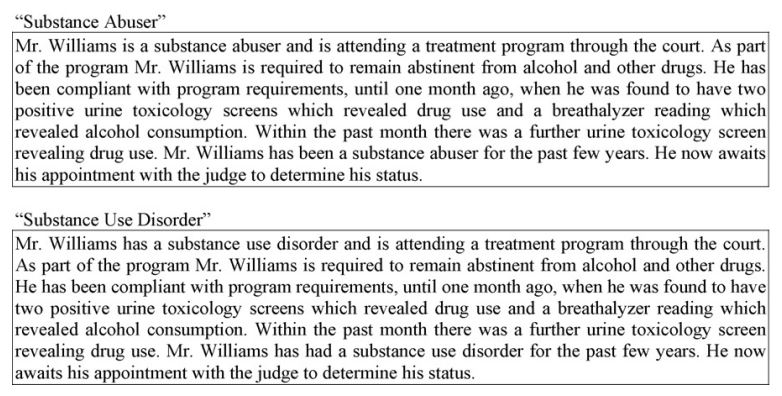 “Substance Abuser”
Mr. Williams is a substance abuser and is attending a treatment program through the court. As part
of the program Mr. Williams is required to remain abstinent from alcohol and other drugs. He has
been compliant with program requirements, until one month ago, when he was found to have two
positive urine toxicology screens which revealed drug use and a breathalyzer reading which
revealed alcohol consumption. Within the past month there was a further urine toxicology screen
revealing drug use. Mr. Williams has been a substance abuser for the past few years. He now awaits
his appointment with the judge to determine his status.
“Substance Use Disorder”
Mr. Williams has a substance use disorder and is attending a treatment program through the court.
As part of the program Mr. Williams is required to remain abstinent from alcohol and other drugs.
He has been compliant with program requirements, until one month ago, when he was found to have
two positive urine toxicology screens which revealed drug use and a breathalyzer reading which
revealed alcohol consumption. Within the past month there was a further urine toxicology screen
revealing drug use. Mr. Williams has had a substance use disorder for the past few years. He now
awaits his appointment with the judge to determine his status.